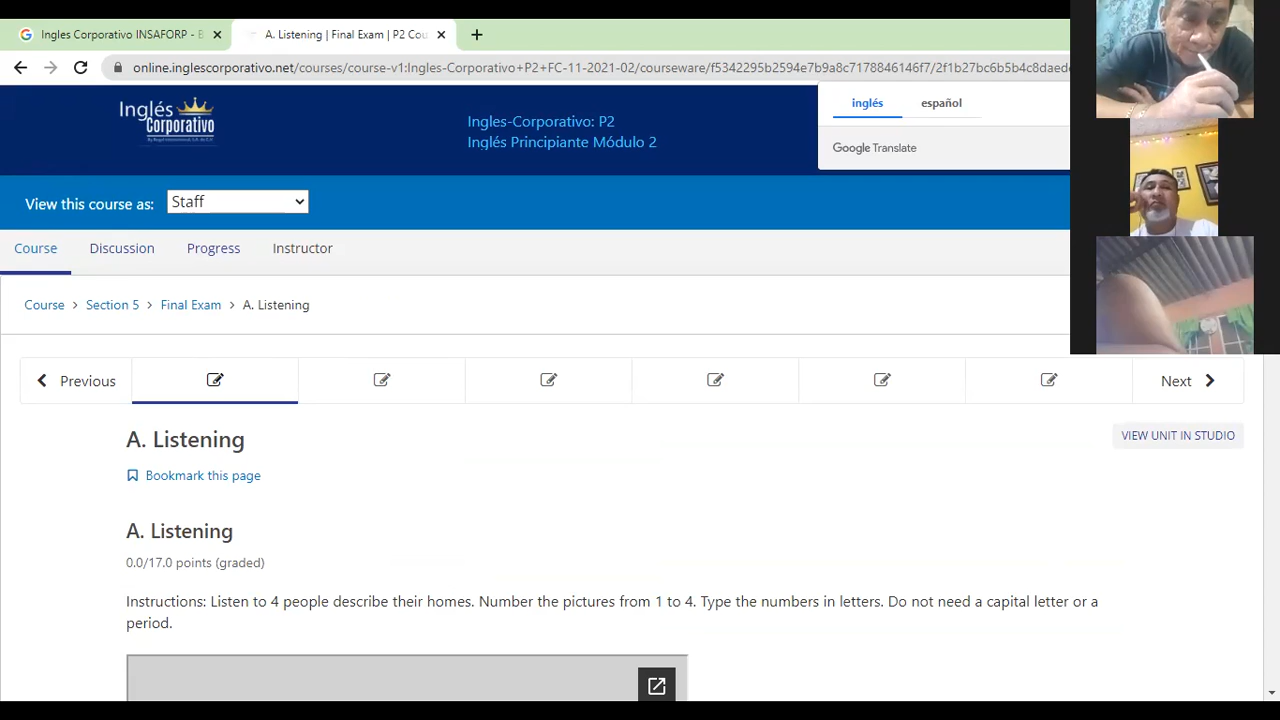 Ingles Corporativo INSAFORP - B
A. Listening | Final Exam | P2 Cou
online.inglescorporativo.net/courses/course-v1:Ingles-Corporativo+P2+FC-11-2021-02/courseware/f5342295b2594e7b9a8c7178846146f7/2f1b27bc6b5b4c8daed
inglés español
Google Translate
Inglés
Corporativo
Ingles-Corporativo: P2
Inglés Principiante Módulo 2
View this course as: Staff
Course Discussion Progress Instructor
Course > Section 5 > Final Exam > A. Listening
Previous Next
A. Listening
VIEW UNIT IN STUDIO
Bookmark this page
A. Listening
0.0/17.0 points (graded)
Instructions: Listen to 4 people describe their homes. Number the pictures from 1 to 4. Type the numbers in letters. Do not need a capital letter or a
period.